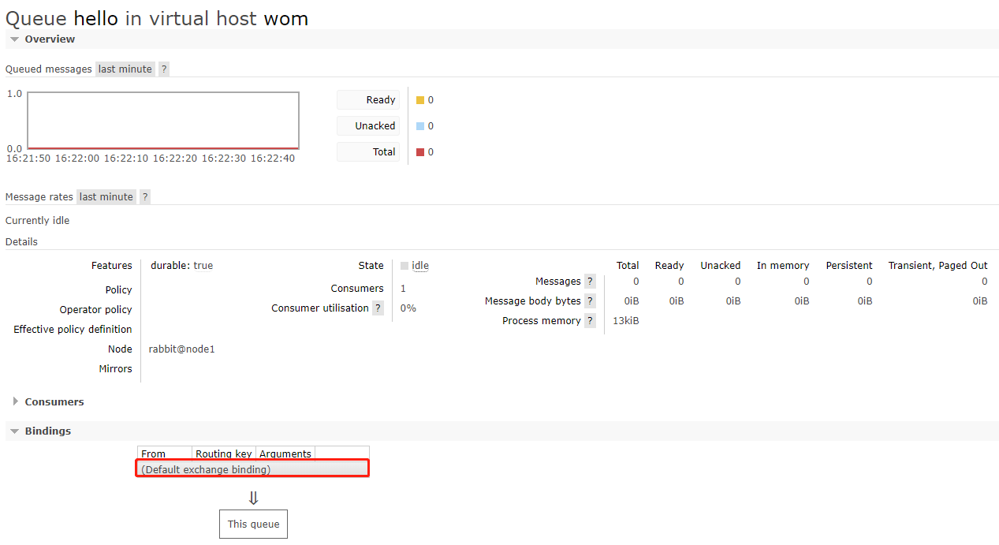 Queue hello in virtual host wom
Overview
Queued messages last minute ?
1.0
0.0
16:21:50 16:22:00 16:22:10 16:22:20 16:22:30 16:22:40
Ready 0
Unacked 0
Total 0
Message rates last minute ?
Currently idle
Details
Features durable: true
Policy
Operator policy
Effective policy definition
Node rabbit@node1
Mirrors
State idle
Consumers 1
Consumer utilisation ? 0%
Total Ready Unacked In memory Persistent Transient, Paged Out
Messages ? 0 0 0 0 0 0
Message body bytes ? 0iB 0iB 0iB 0iB 0iB 0iB
Process memory ? 13kiB
Consumers
Bindings
From Routing key Arguments
(Default exchange binding)
⇓
This queue